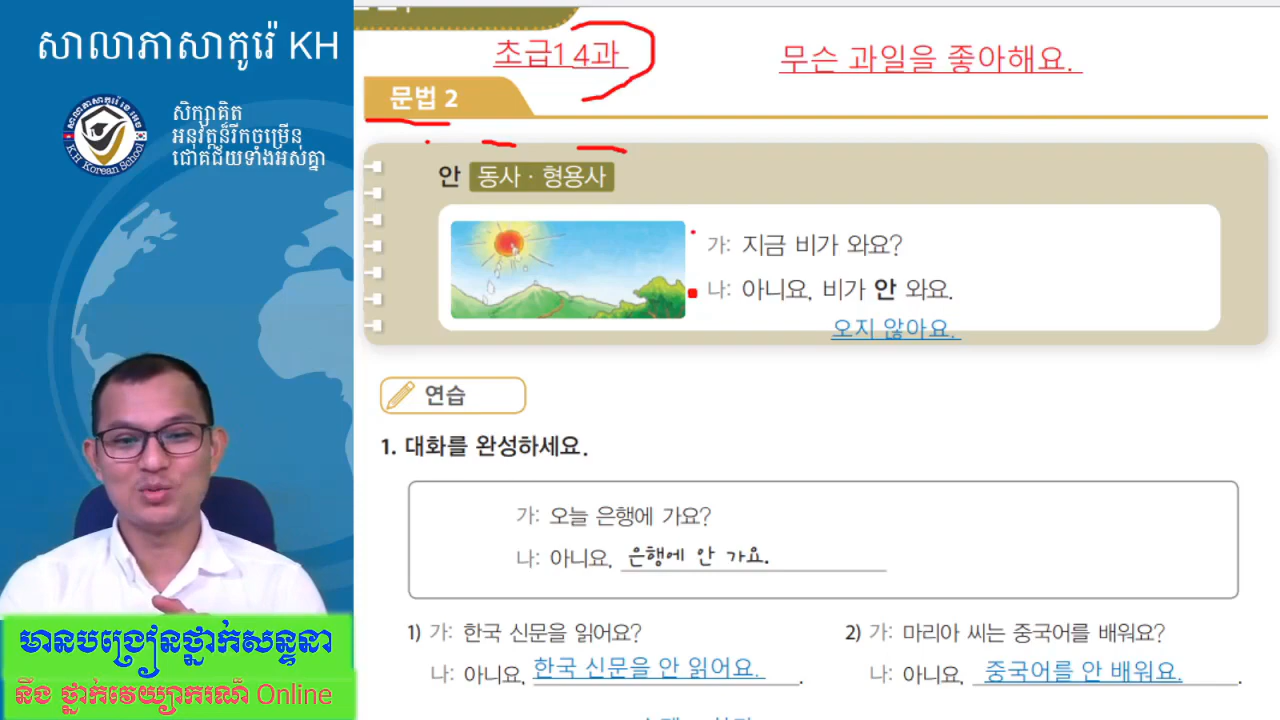 សាលាភាសាកូរ៉េ KH
សិក្សាគិត
អនុវត្តន៏រីកចម្រើន
ជោគជ័យទាំងអស់គ្នា
K.H Korean School
មានបង្រៀនថ្នាក់សន្ទនា
និង ថ្នាក់វេយ្យាករណ៍ Online
초급1 4과
무슨 과일을 좋아해요.
문법 2
안 동사 · 형용사
가: 지금 비가 와요?
나: 아니요, 비가 안 와요.
오지 않아요.
연습
1. 대화를 완성하세요.
가: 오늘 은행에 가요?
나: 아니요, 은행에 안 가요.
1) 가: 한국 신문을 읽어요?
나: 아니요, 한국 신문을 안 읽어요. .
2) 가: 마리아 씨는 중국어를 배워요?
나: 아니요, 중국어를 안 배워요. .